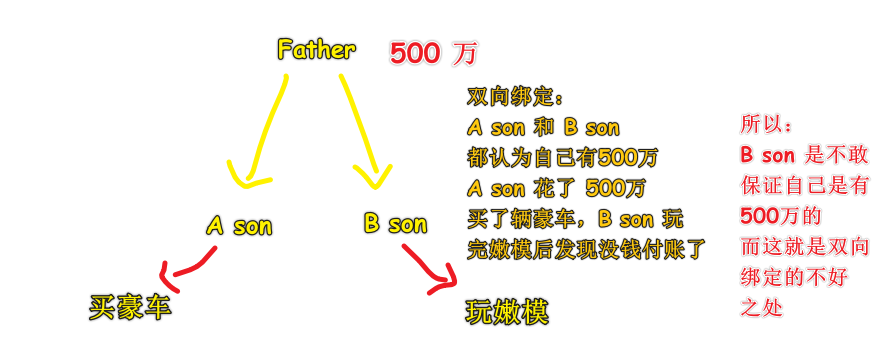 Father 500 万
双向绑定：
A son 和 B son
都认为自己有500万
A son 花了 500万
买了辆豪车，B son 玩
完嫩模后发现没钱付账了
所以：
B son 是不敢
保证自己是有
500万的
而这就是双向
绑定的不好
之处
A son
B son
买豪车
玩嫩模